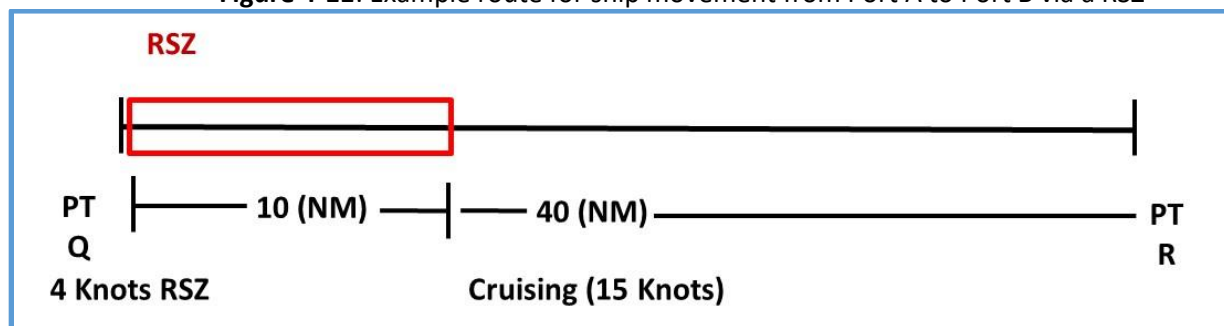 Figure 4-22. Example route for ship movement from Port A to Port B via a RSZ
RSZ
PT Q
10 (NM)
40 (NM)
PT R
4 Knots RSZ
Cruising (15 Knots)